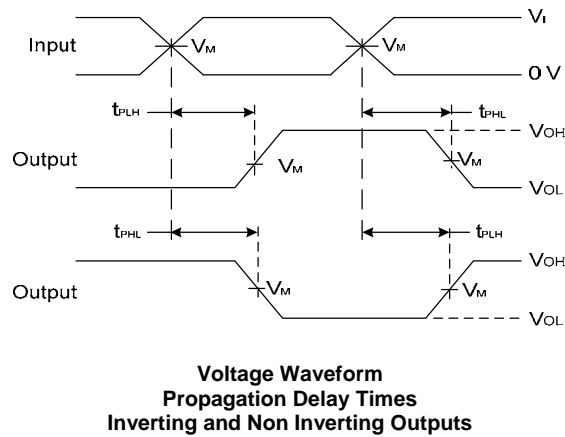 VI
Input VM VM
0 V
tPLH tPHL
VOH
Output VM VM
VOL
tPHL tPLH
VOH
Output VM VM
VOL
Voltage Waveform
Propagation Delay Times
Inverting and Non Inverting Outputs